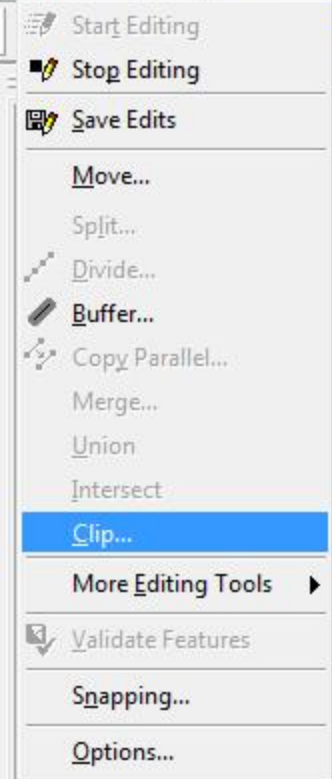 Start Editing
Stop Editing
Save Edits
Move...
Split...
Divide...
Buffer...
Copy Parallel...
Merge...
Union
Intersect
Clip...
More Editing Tools
Validate Features
Snapping...
Options...